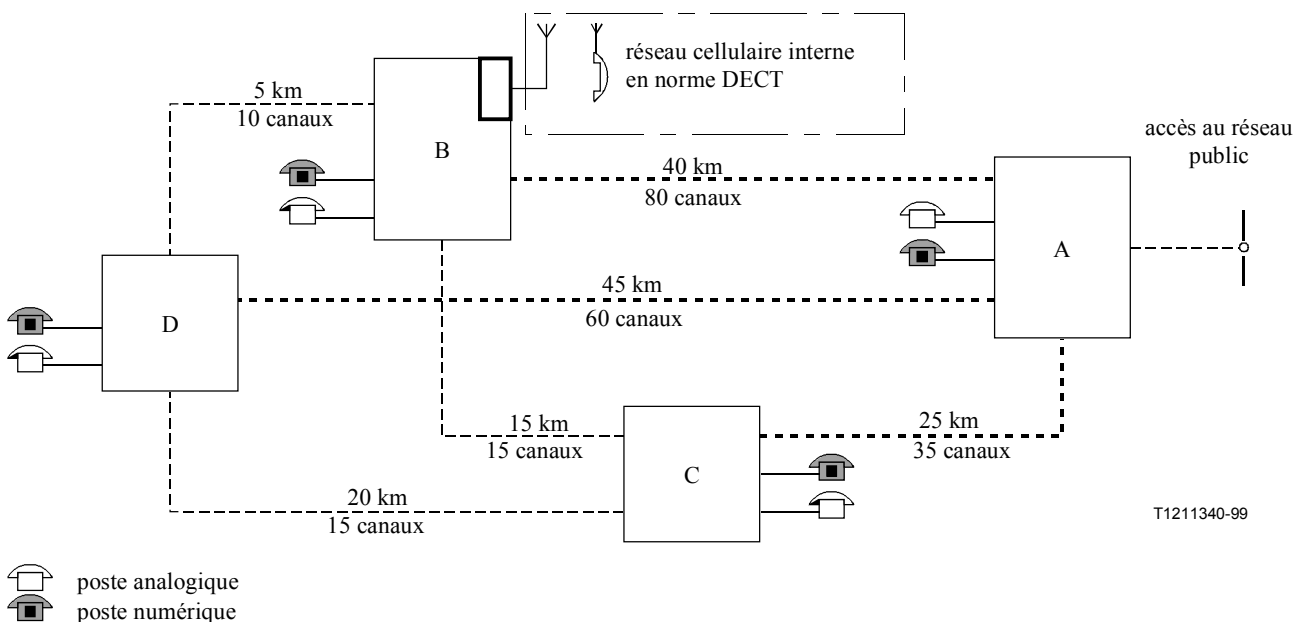 réseau cellulaire interne
en norme DECT
5 km
10 canaux
B
accès au réseau
public
40 km
80 canaux
A
45 km
60 canaux
D
15 km
15 canaux
25 km
35 canaux
C
20 km
15 canaux
T1211340-99
poste analogique
poste numérique